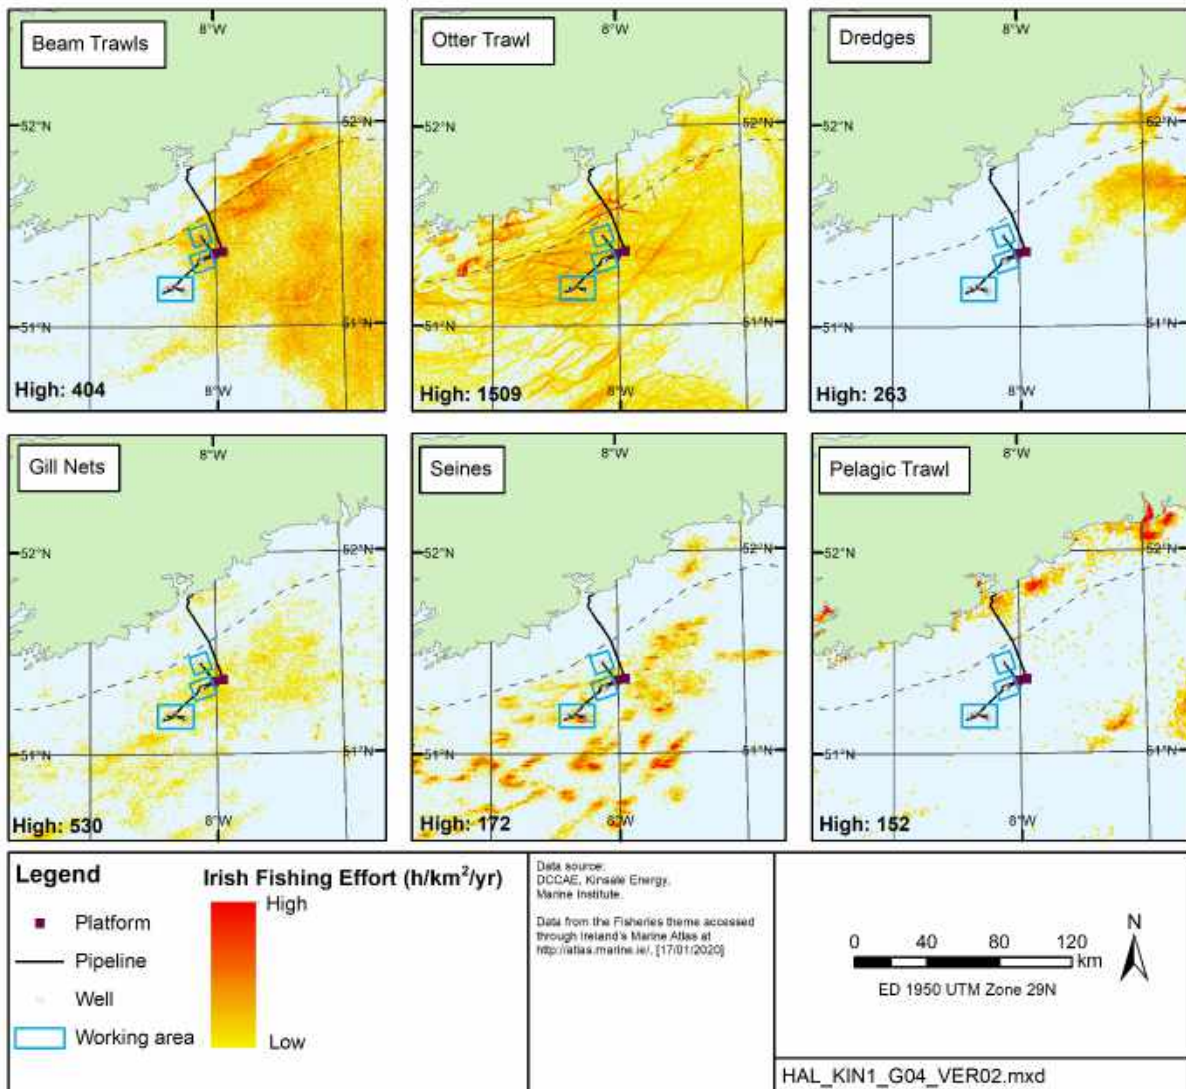 Beam Trawls
8°W
52°N
52°N
51°N
51°N
8°W
High: 404
Otter Trawl
8°W
52°N
52°N
51°N
51°N
8°W
High: 1509
Dredges
8°W
52°N
52°N
51°N
51°N
8°W
High: 263
Gill Nets
8°W
52°N
52°N
51°N
51°N
8°W
High: 530
Seines
8°W
52°N
52°N
51°N
51°N
8°W
High: 172
Pelagic Trawl
8°W
52°N
52°N
51°N
51°N
8°W
High: 152
Legend
Platform
Pipeline
Well
Working area
Irish Fishing Effort (h/km²/yr)
High
Low
Data source:
DCCAE, Kinsale Energy,
Marine Institute.
Data from the Fisheries theme accessed
through Ireland's Marine Atlas at
http://atlas.marine.ie/. [17/01/2020]
N
0 40 80 120
km
ED 1950 UTM Zone 29N
HAL_KIN1_G04_VER02.mxd